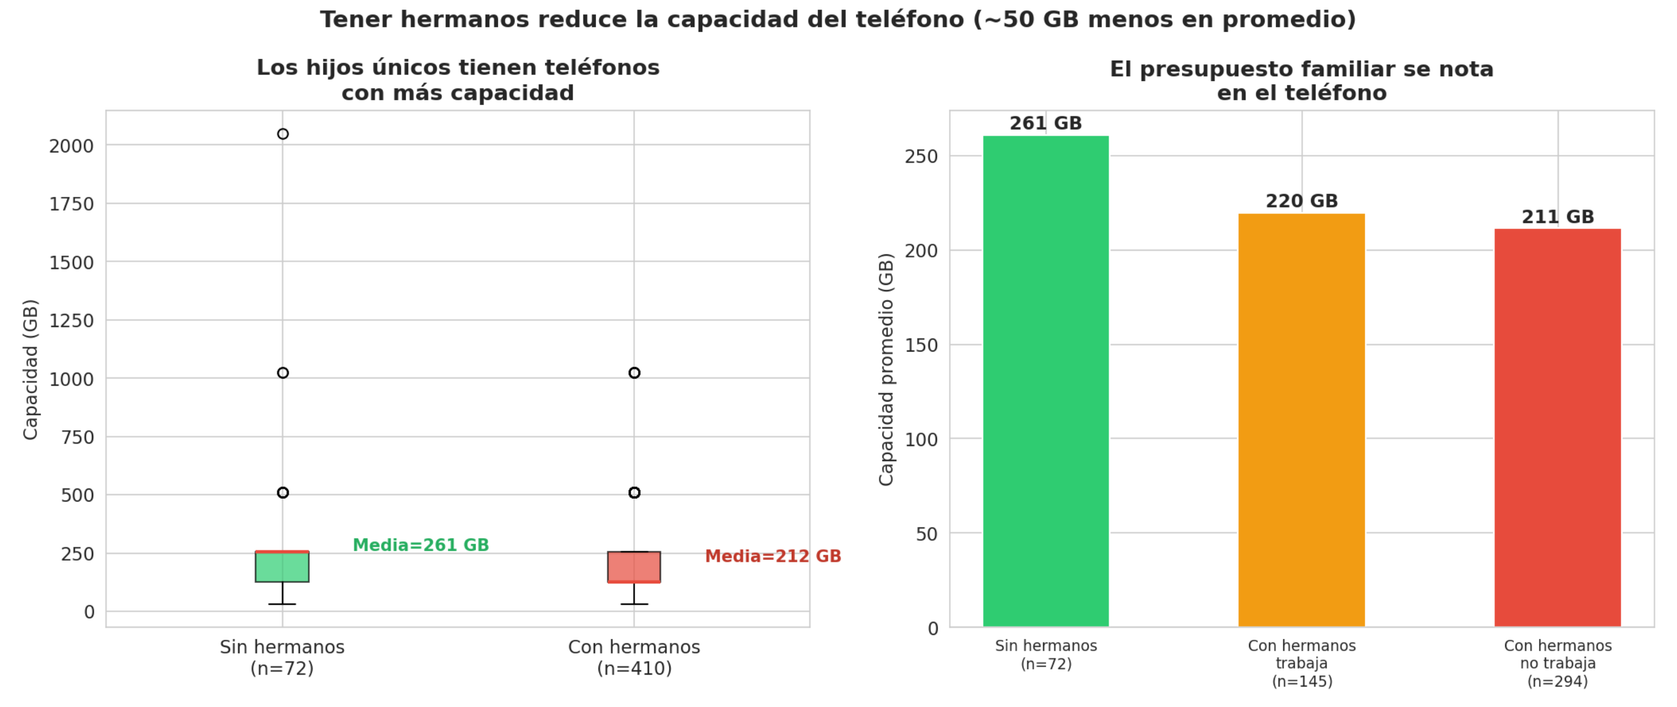 Tener hermanos reduce la capacidad del teléfono (~50 GB menos en promedio)
Los hijos únicos tienen teléfonos
con más capacidad
Capacidad (GB)
2000
1750
1500
1250
1000
750
500
250
0
Media=261 GB
Media=212 GB
Sin hermanos
(n=72)
Con hermanos
(n=410)
El presupuesto familiar se nota
en el teléfono
Capacidad promedio (GB)
250
200
150
100
50
0
261 GB
220 GB
211 GB
Sin hermanos
(n=72)
Con hermanos
trabaja
(n=145)
Con hermanos
no trabaja
(n=294)